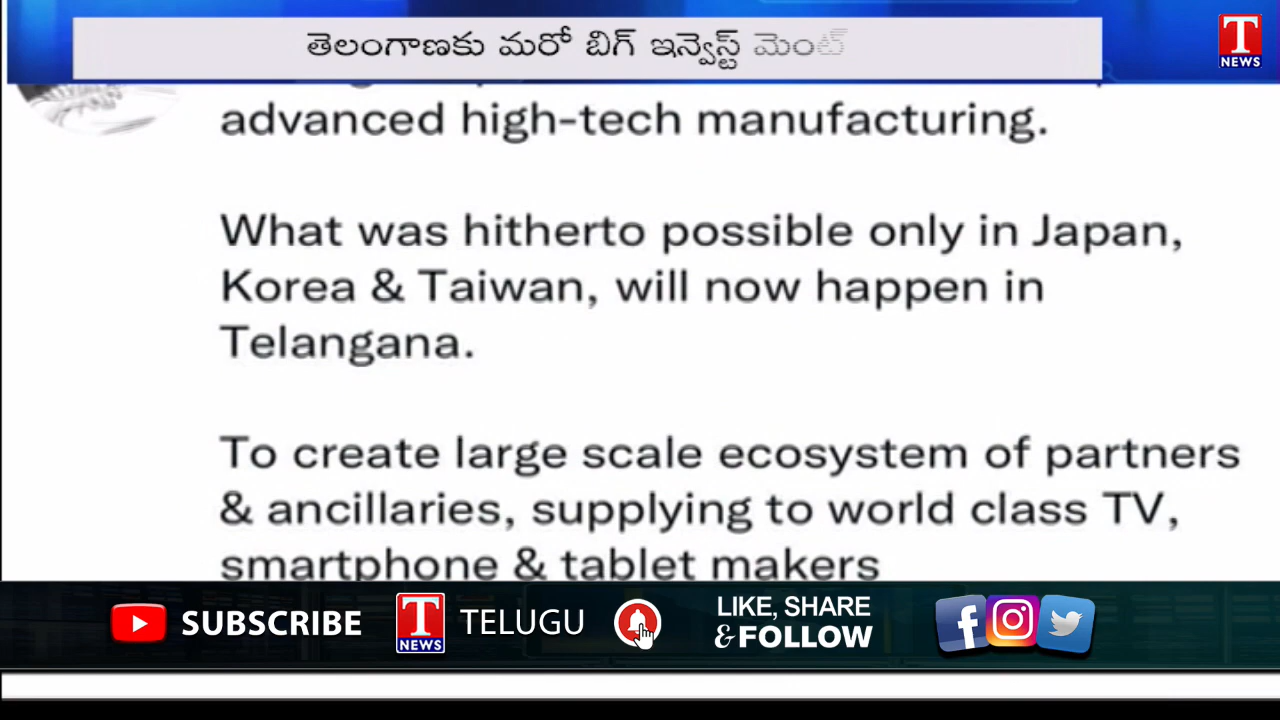 తెలంగాణకు మరో బిగ్ ఇన్వెస్ట్ మెంట్
T
NEWS
advanced high-tech manufacturing.
What was hitherto possible only in Japan,
Korea & Taiwan, will now happen in
Telangana.
To create large scale ecosystem of partners
& ancillaries, supplying to world class TV,
smartphone & tablet makers
SUBSCRIBE
T
NEWS
TELUGU
LIKE, SHARE
& FOLLOW